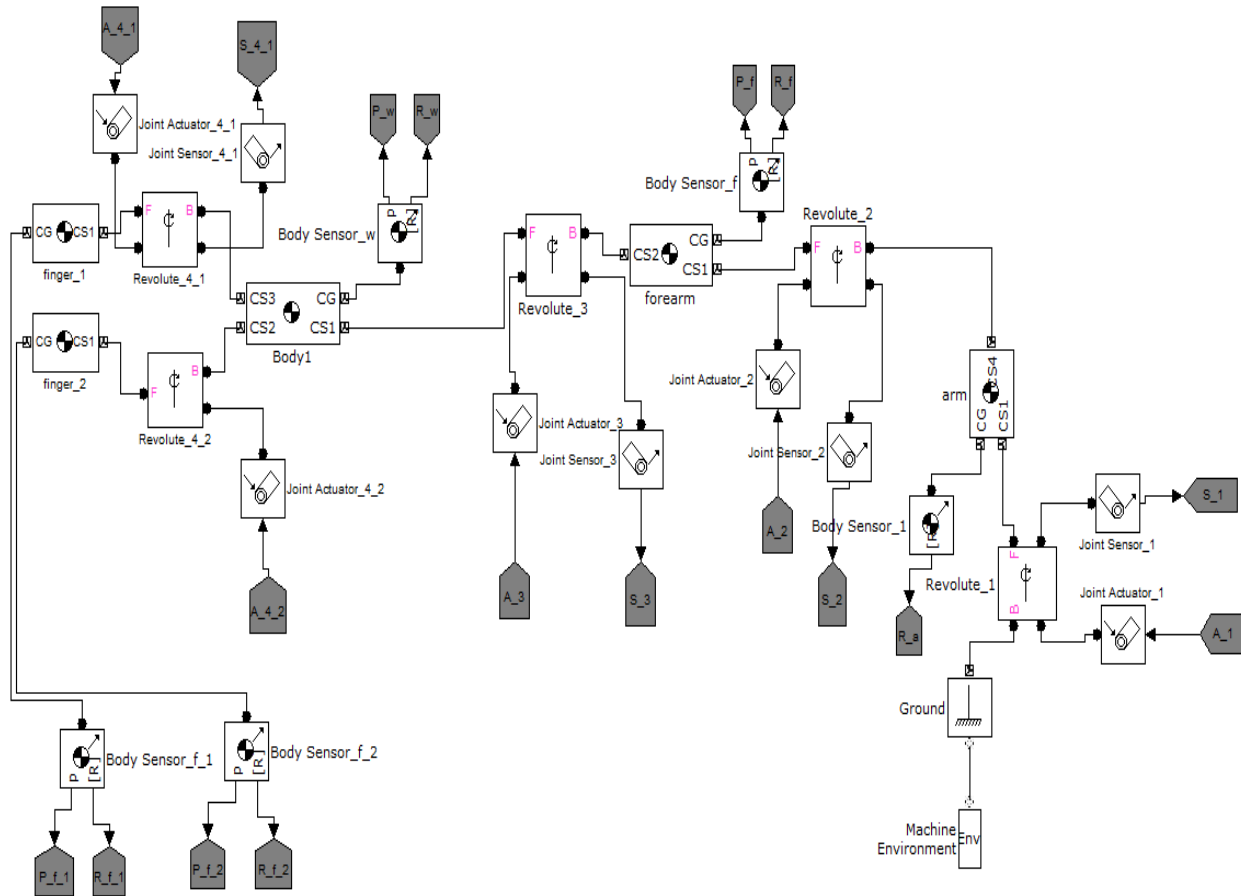 A_4_1
S_4_1
Joint Actuator_4_1
Joint Sensor_4_1
P_w
R_w
P
[R]
Body Sensor_w
P_f
R_f
P
[R]
Body Sensor_f
CG
CS1
finger_1
F
B
Revolute_4_1
CG
CS1
finger_2
F
B
Revolute_4_2
CS3
CG
CS2
CS1
Body1
F
B
Revolute_3
CS2
CG
CS1
forearm
Revolute_2
F
B
arm
CS4
CG
CS1
Joint Actuator_4_2
A_4_2
Joint Actuator_3
Joint Sensor_3
A_3
S_3
Joint Actuator_2
Joint Sensor_2
A_2
S_2
Body Sensor_1
R_a
Joint Sensor_1
S_1
Revolute_1
F
B
Joint Actuator_1
A_1
Ground
Machine
Environment
Env
P
[R]
Body Sensor_f_1
P
[R]
Body Sensor_f_2
P_f_1
R_f_1
P_f_2
R_f_2